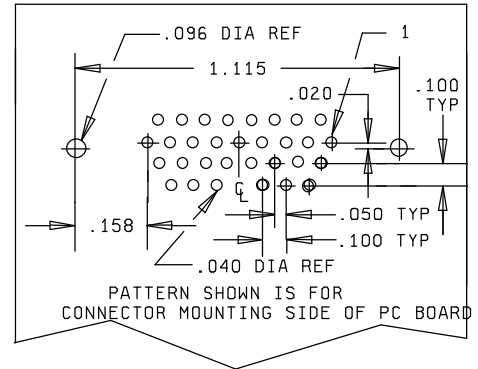 .096 DIA REF
1
1.115
.020
.100
TYP
℄
.050 TYP
.158
.100 TYP
.040 DIA REF
PATTERN SHOWN IS FOR
CONNECTOR MOUNTING SIDE OF PC BOARD